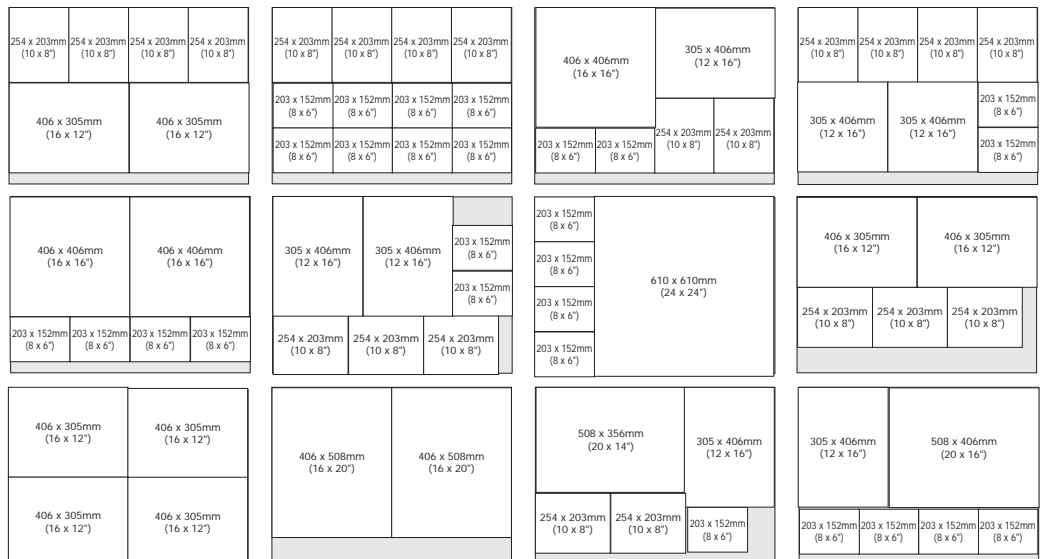 254 x 203mm
(10 x 8")
254 x 203mm
(10 x 8")
254 x 203mm
(10 x 8")
254 x 203mm
(10 x 8")
406 x 305mm
(16 x 12")
406 x 305mm
(16 x 12")
254 x 203mm
(10 x 8")
254 x 203mm
(10 x 8")
254 x 203mm
(10 x 8")
254 x 203mm
(10 x 8")
203 x 152mm
(8 x 6")
203 x 152mm
(8 x 6")
203 x 152mm
(8 x 6")
203 x 152mm
(8 x 6")
203 x 152mm
(8 x 6")
203 x 152mm
(8 x 6")
203 x 152mm
(8 x 6")
203 x 152mm
(8 x 6")
406 x 406mm
(16 x 16")
305 x 406mm
(12 x 16")
203 x 152mm
(8 x 6")
203 x 152mm
(8 x 6")
254 x 203mm
(10 x 8")
254 x 203mm
(10 x 8")
254 x 203mm
(10 x 8")
254 x 203mm
(10 x 8")
254 x 203mm
(10 x 8")
254 x 203mm
(10 x 8")
305 x 406mm
(12 x 16")
305 x 406mm
(12 x 16")
203 x 152mm
(8 x 6")
203 x 152mm
(8 x 6")
406 x 406mm
(16 x 16")
406 x 406mm
(16 x 16")
203 x 152mm
(8 x 6")
203 x 152mm
(8 x 6")
203 x 152mm
(8 x 6")
203 x 152mm
(8 x 6")
305 x 406mm
(12 x 16")
305 x 406mm
(12 x 16")
203 x 152mm
(8 x 6")
203 x 152mm
(8 x 6")
254 x 203mm
(10 x 8")
254 x 203mm
(10 x 8")
254 x 203mm
(10 x 8")
203 x 152mm
(8 x 6")
203 x 152mm
(8 x 6")
203 x 152mm
(8 x 6")
203 x 152mm
(8 x 6")
610 x 610mm
(24 x 24")
406 x 305mm
(16 x 12")
406 x 305mm
(16 x 12")
254 x 203mm
(10 x 8")
254 x 203mm
(10 x 8")
254 x 203mm
(10 x 8")
406 x 305mm
(16 x 12")
406 x 305mm
(16 x 12")
406 x 305mm
(16 x 12")
406 x 305mm
(16 x 12")
406 x 508mm
(16 x 20")
406 x 508mm
(16 x 20")
508 x 356mm
(20 x 14")
305 x 406mm
(12 x 16")
254 x 203mm
(10 x 8")
254 x 203mm
(10 x 8")
203 x 152mm
(8 x 6")
305 x 406mm
(12 x 16")
508 x 406mm
(20 x 16")
203 x 152mm
(8 x 6")
203 x 152mm
(8 x 6")
203 x 152mm
(8 x 6")
203 x 152mm
(8 x 6")